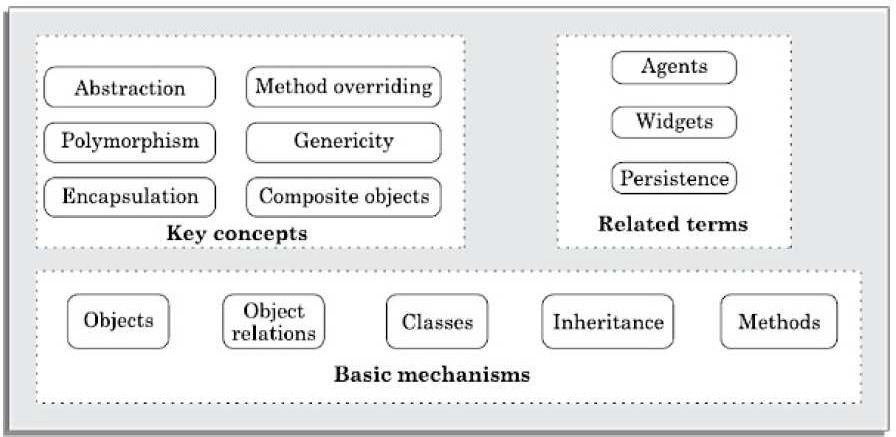 Abstraction
Method overriding
Polymorphism
Genericity
Encapsulation
Composite objects
Key concepts
Agents
Widgets
Persistence
Related terms
Objects
Object
relations
Classes
Inheritance
Methods
Basic mechanisms